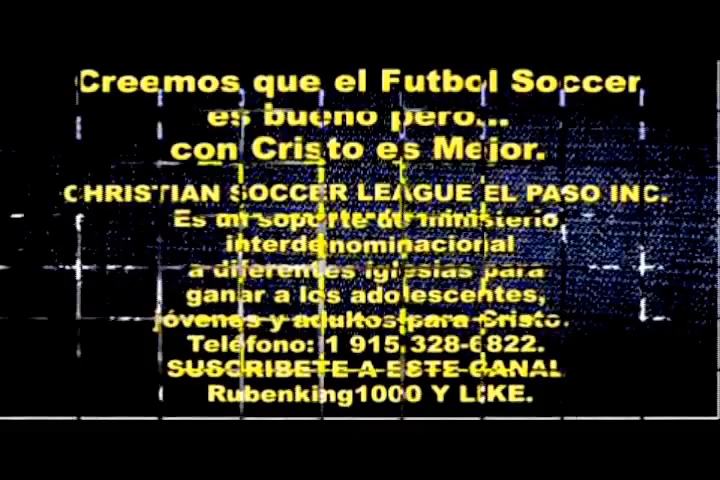 Creemos que el Futbol Soccer
es bueno pero...
con Cristo es Mejor.
CHRISTIAN SOCCER LEAGUE EL PASO INC.
Es un soporte de ministerio
interdenominacional
a diferentes iglesias para
ganar a los adolescentes,
jóvenes y adultos para Cristo.
Teléfono: 1 915 328-6822.
SUSCRIBETE A ESTE CANAL
Rubenking1000 Y LIKE.